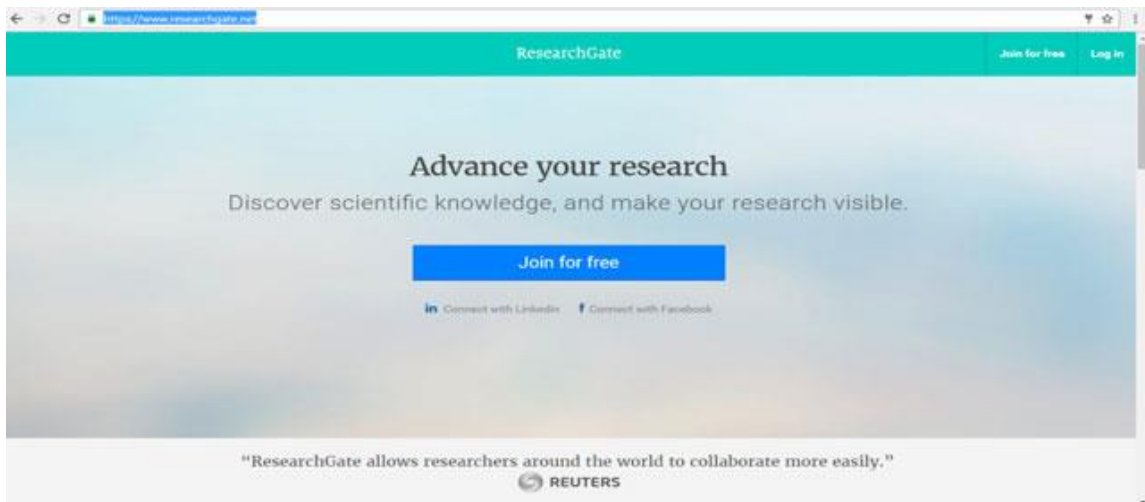 https://www.researchgate.net
ResearchGate
Join for free
Log in
Advance your research
Discover scientific knowledge, and make your research visible.
Join for free
in Connect with Linkedin
f Connect with Facebook
“ResearchGate allows researchers around the world to collaborate more easily.”
REUTERS